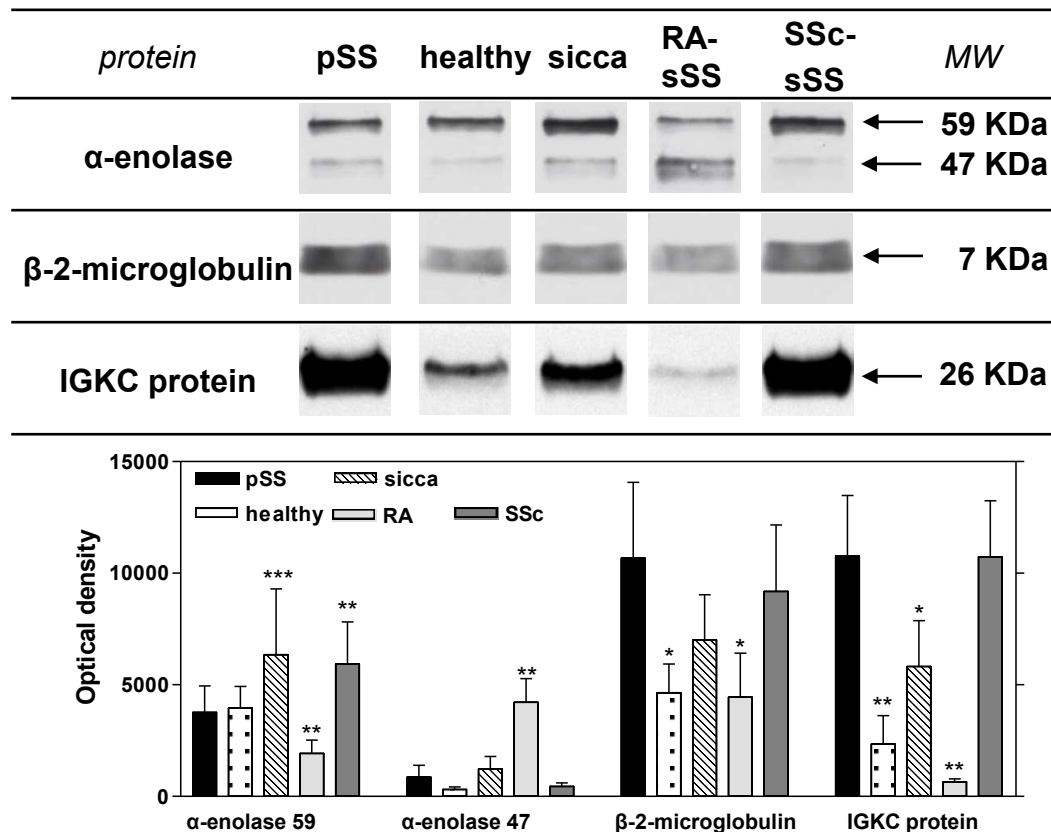 protein pSS healthy sicca RA-sSS SSc-sSS MW
α-enolase
59 KDa
47 KDa
β-2-microglobulin
7 KDa
IGKC protein
26 KDa
15000
10000
5000
0
Optical density
pSS
sicca
healthy
RA
SSc
***
**
**
**
*
*
**
*
**
α-enolase 59
α-enolase 47
β-2-microglobulin
IGKC protein